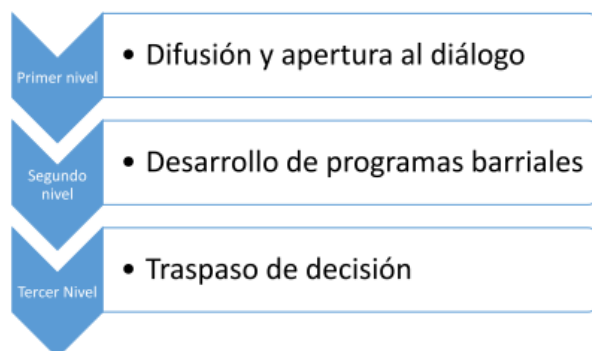 Primer nivel
• Difusión y apertura al diálogo
Segundo
nivel
• Desarrollo de programas barriales
Tercer Nivel
• Traspaso de decisión